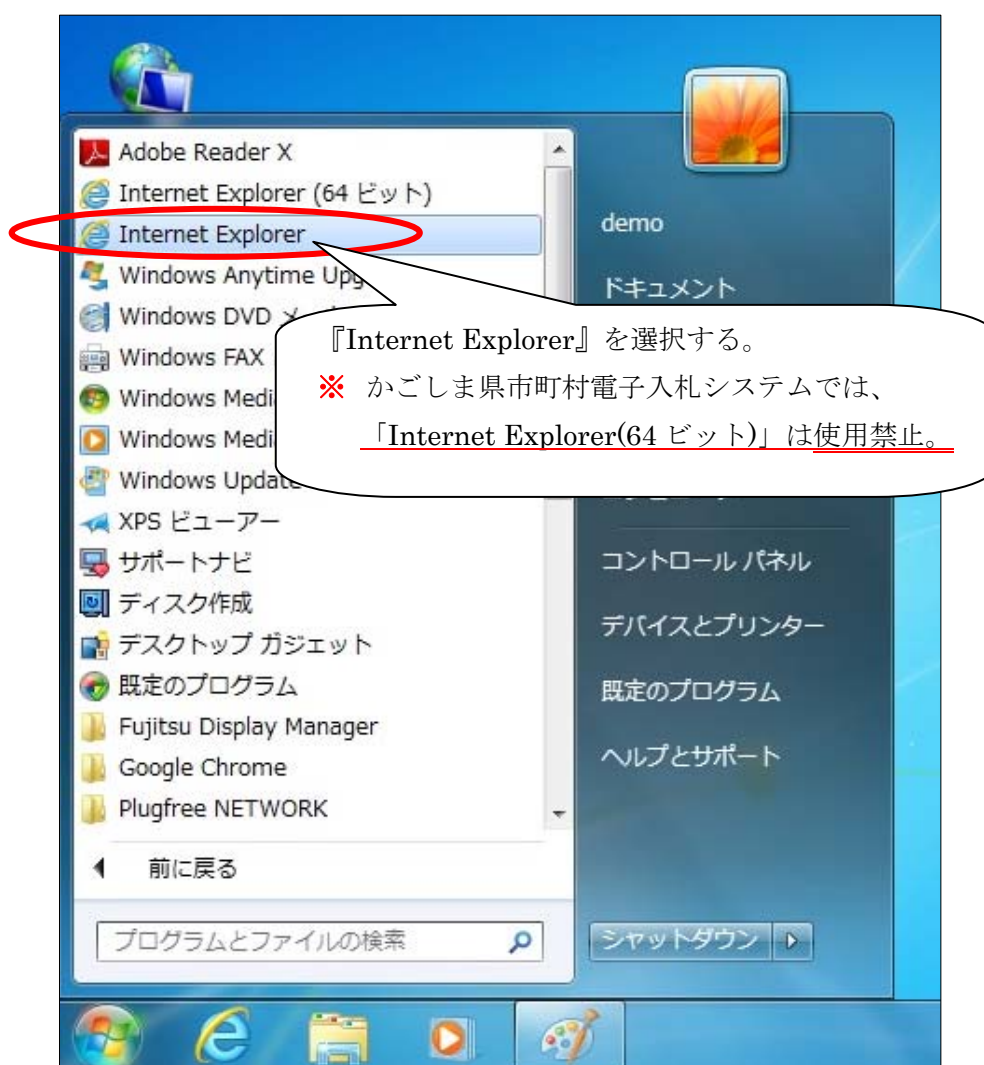 Adobe Reader X
Internet Explorer (64 ビット)
Internet Explorer
Windows Anytime Upg
Windows DVD メ
Windows FAX
Windows Medi
Windows Medi
Windows Update
XPS ビューアー
サポートナビ
ディスク作成
デスクトップ ガジェット
既定のプログラム
Fujitsu Display Manager
Google Chrome
Plugfree NETWORK
前に戻る
プログラムとファイルの検索
demo
ドキュメント
『Internet Explorer』を選択する。
※ かごしま県市町村電子入札システムでは、
「Internet Explorer(64 ビット)」は使用禁止。
コントロール パネル
デバイスとプリンター
既定のプログラム
ヘルプとサポート
シャットダウン